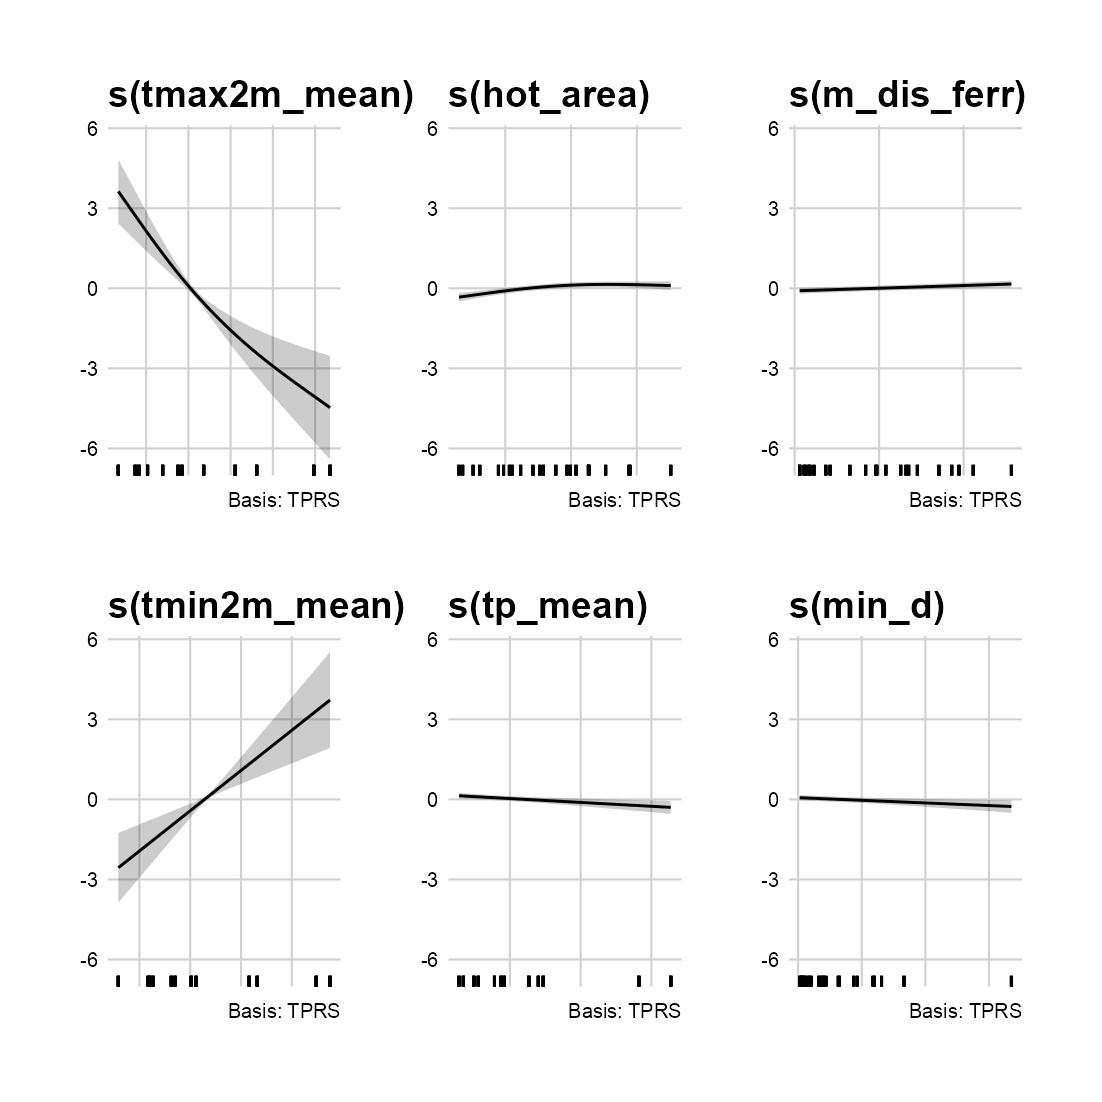 s(tmax2m_mean)
6
3
0
-3
-6
Basis: TPRS
s(hot_area)
6
3
0
-3
-6
Basis: TPRS
s(m_dis_ferr)
6
3
0
-3
-6
Basis: TPRS
s(tmin2m_mean)
6
3
0
-3
-6
Basis: TPRS
s(tp_mean)
6
3
0
-3
-6
Basis: TPRS
s(min_d)
6
3
0
-3
-6
Basis: TPRS